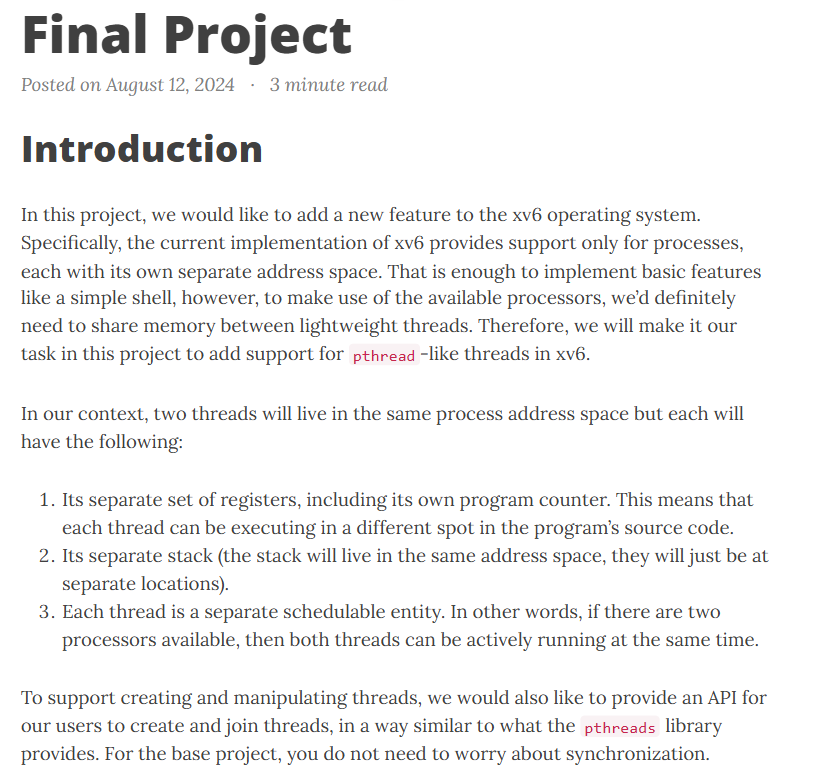 Final Project
Posted on August 12, 2024 · 3 minute read
Introduction
In this project, we would like to add a new feature to the xv6 operating system.
Specifically, the current implementation of xv6 provides support only for processes,
each with its own separate address space. That is enough to implement basic features
like a simple shell, however, to make use of the available processors, we’d definitely
need to share memory between lightweight threads. Therefore, we will make it our
task in this project to add support for pthread -like threads in xv6.
In our context, two threads will live in the same process address space but each will
have the following:
1. Its separate set of registers, including its own program counter. This means that
each thread can be executing in a different spot in the program’s source code.
2. Its separate stack (the stack will live in the same address space, they will just be at
separate locations).
3. Each thread is a separate schedulable entity. In other words, if there are two
processors available, then both threads can be actively running at the same time.
To support creating and manipulating threads, we would also like to provide an API for
our users to create and join threads, in a way similar to what the pthreads library
provides. For the base project, you do not need to worry about synchronization.